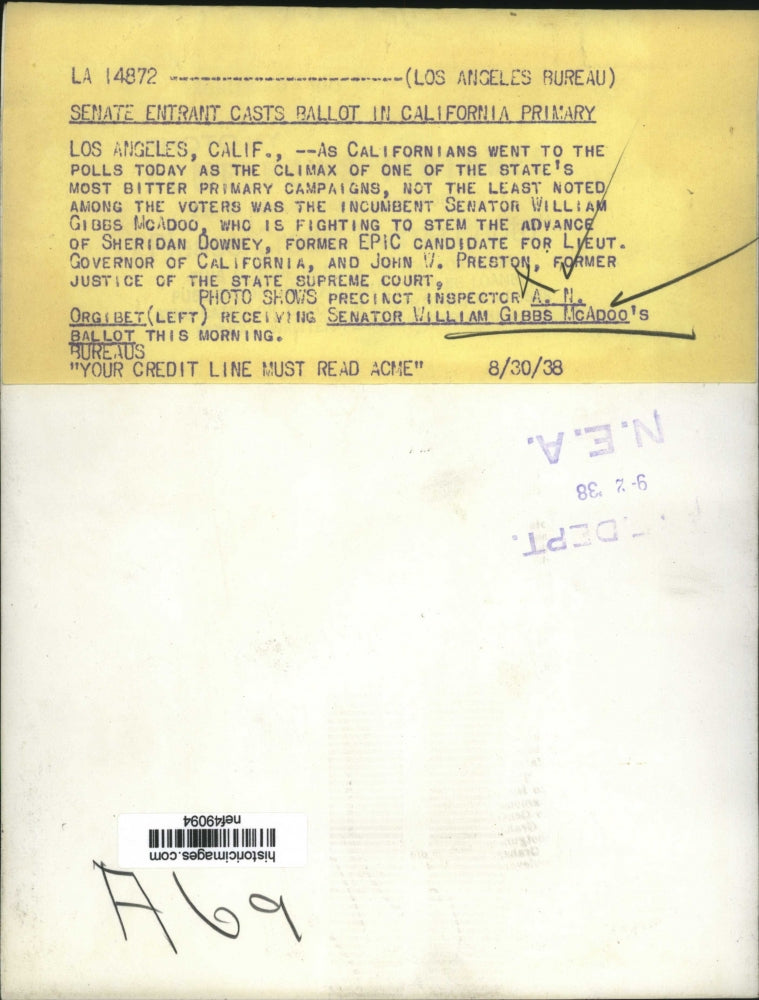 LA 14872 ----------------------------(LOS ANGELES BUREAU)
SENATE ENTRANT CASTS BALLOT IN CALIFORNIA PRIMARY
LOS ANGELES, CALIF., --AS CALIFORNIANS WENT TO THE
POLLS TODAY AS THE CLIMAX OF ONE OF THE STATE'S
MOST BITTER PRIMARY CAMPAIGNS, NOT THE LEAST NOTED
AMONG THE VOTERS WAS THE INCUMBENT SENATOR WILLIAM
GIBBS MCADOO, WHO IS FIGHTING TO STEM THE ADVANCE
OF SHERIDAN DOWNEY, FORMER EPIC CANDIDATE FOR LIEUT.
GOVERNOR OF CALIFORNIA, AND JOHN W. PRESTON, FORMER
JUSTICE OF THE STATE SUPREME COURT,
PHOTO SHOWS PRECINCT INSPECTOR A. N.
ORGIBET(LEFT) RECEIVING SENATOR WILLIAM GIBBS MCADOO'S
BALLOT THIS MORNING.
BUREAUS
"YOUR CREDIT LINE MUST READ ACME" 8/30/38
N.E.A.
9-2 '38
DEPT.
nef49094
historicimages.com
A69